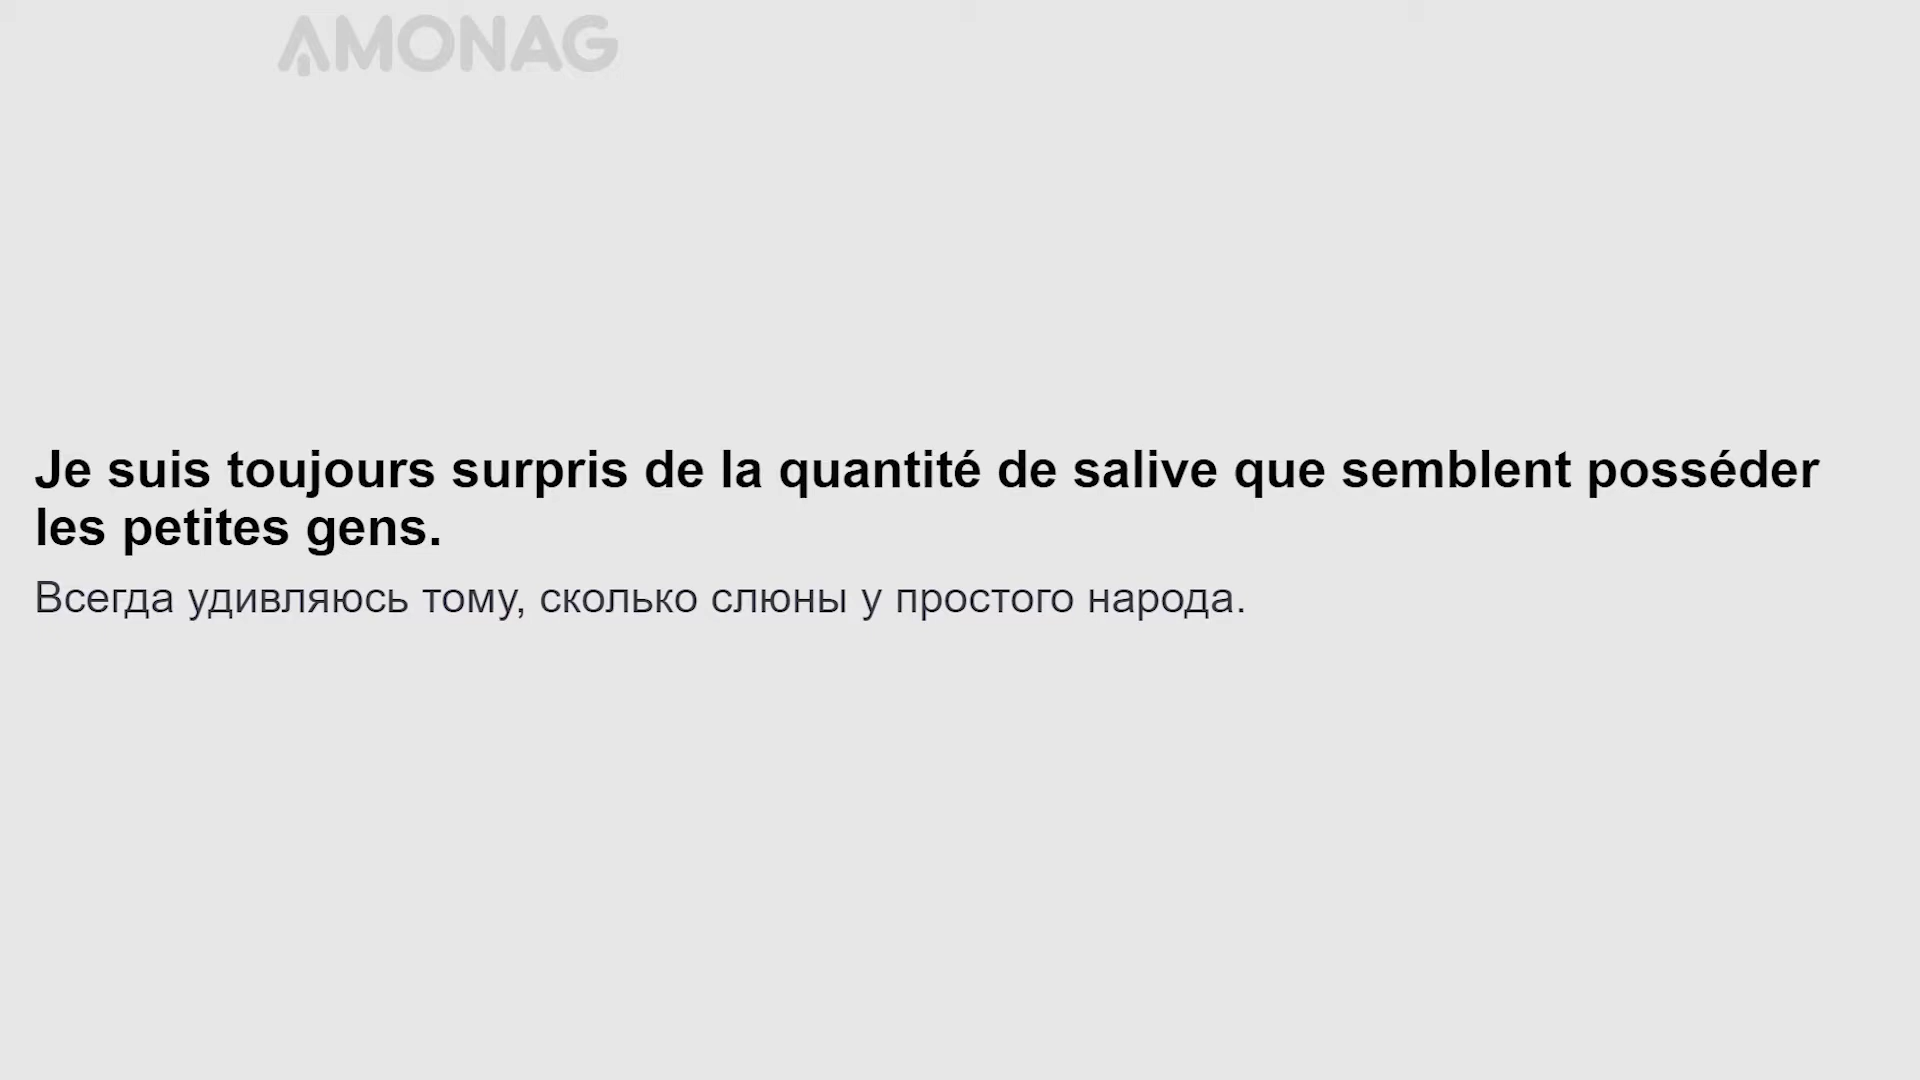 AMONAG
Je suis toujours surpris de la quantité de salive que semblent posséder
les petites gens.
Всегда удивляюсь тому, сколько слюны у простого народа.